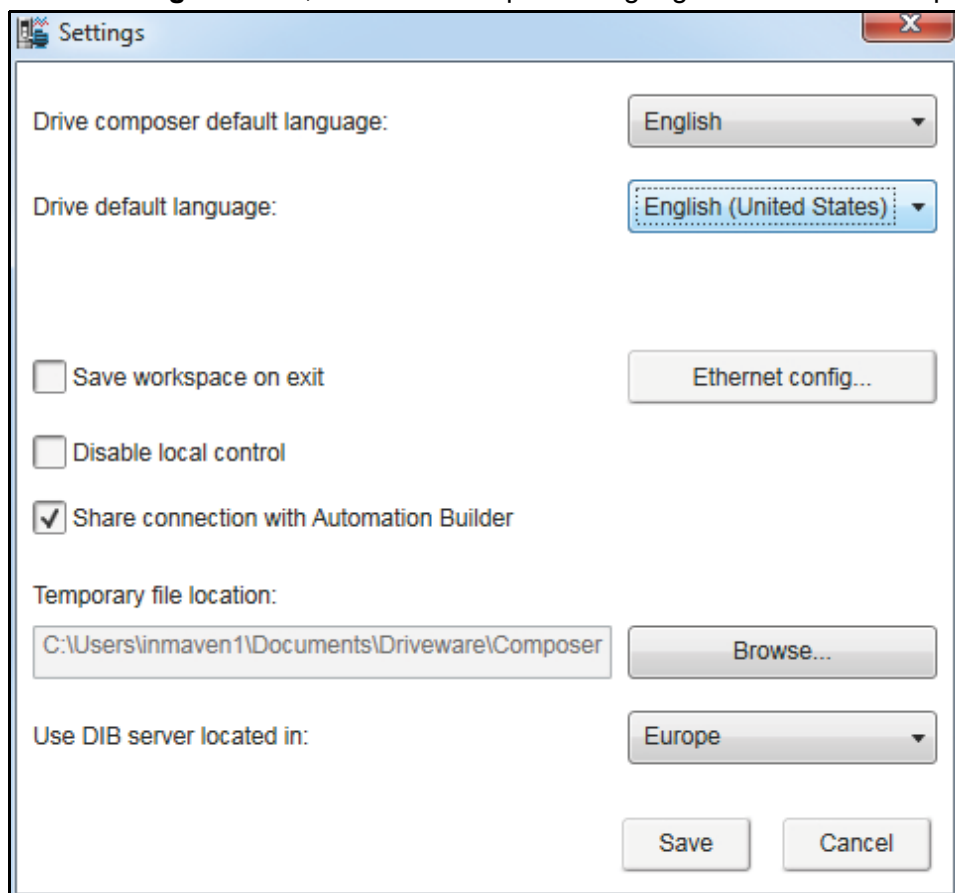 Settings
Drive composer default language:
English
Drive default language:
English (United States)
Save workspace on exit
Ethernet config...
Disable local control
Share connection with Automation Builder
Temporary file location:
C:\Users\inmaven1\Documents\Driveware\Composer
Browse...
Use DIB server located in:
Europe
Save
Cancel